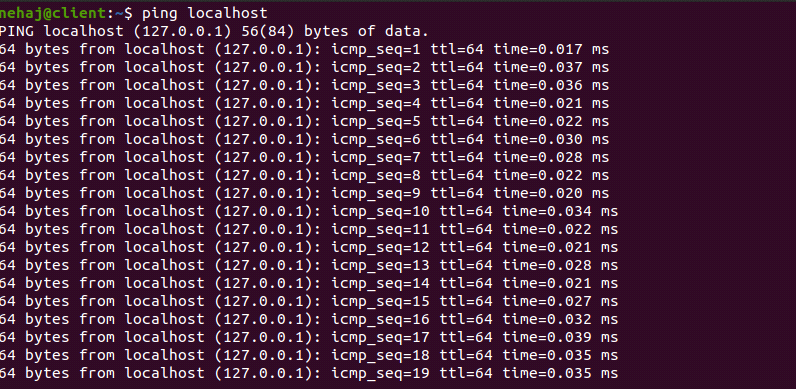 nehaj@client:~$ ping localhost
PING localhost (127.0.0.1) 56(84) bytes of data.
64 bytes from localhost (127.0.0.1): icmp_seq=1 ttl=64 time=0.017 ms
64 bytes from localhost (127.0.0.1): icmp_seq=2 ttl=64 time=0.037 ms
64 bytes from localhost (127.0.0.1): icmp_seq=3 ttl=64 time=0.036 ms
64 bytes from localhost (127.0.0.1): icmp_seq=4 ttl=64 time=0.021 ms
64 bytes from localhost (127.0.0.1): icmp_seq=5 ttl=64 time=0.022 ms
64 bytes from localhost (127.0.0.1): icmp_seq=6 ttl=64 time=0.030 ms
64 bytes from localhost (127.0.0.1): icmp_seq=7 ttl=64 time=0.028 ms
64 bytes from localhost (127.0.0.1): icmp_seq=8 ttl=64 time=0.022 ms
64 bytes from localhost (127.0.0.1): icmp_seq=9 ttl=64 time=0.020 ms
64 bytes from localhost (127.0.0.1): icmp_seq=10 ttl=64 time=0.034 ms
64 bytes from localhost (127.0.0.1): icmp_seq=11 ttl=64 time=0.022 ms
64 bytes from localhost (127.0.0.1): icmp_seq=12 ttl=64 time=0.021 ms
64 bytes from localhost (127.0.0.1): icmp_seq=13 ttl=64 time=0.028 ms
64 bytes from localhost (127.0.0.1): icmp_seq=14 ttl=64 time=0.021 ms
64 bytes from localhost (127.0.0.1): icmp_seq=15 ttl=64 time=0.027 ms
64 bytes from localhost (127.0.0.1): icmp_seq=16 ttl=64 time=0.032 ms
64 bytes from localhost (127.0.0.1): icmp_seq=17 ttl=64 time=0.039 ms
64 bytes from localhost (127.0.0.1): icmp_seq=18 ttl=64 time=0.035 ms
64 bytes from localhost (127.0.0.1): icmp_seq=19 ttl=64 time=0.035 ms